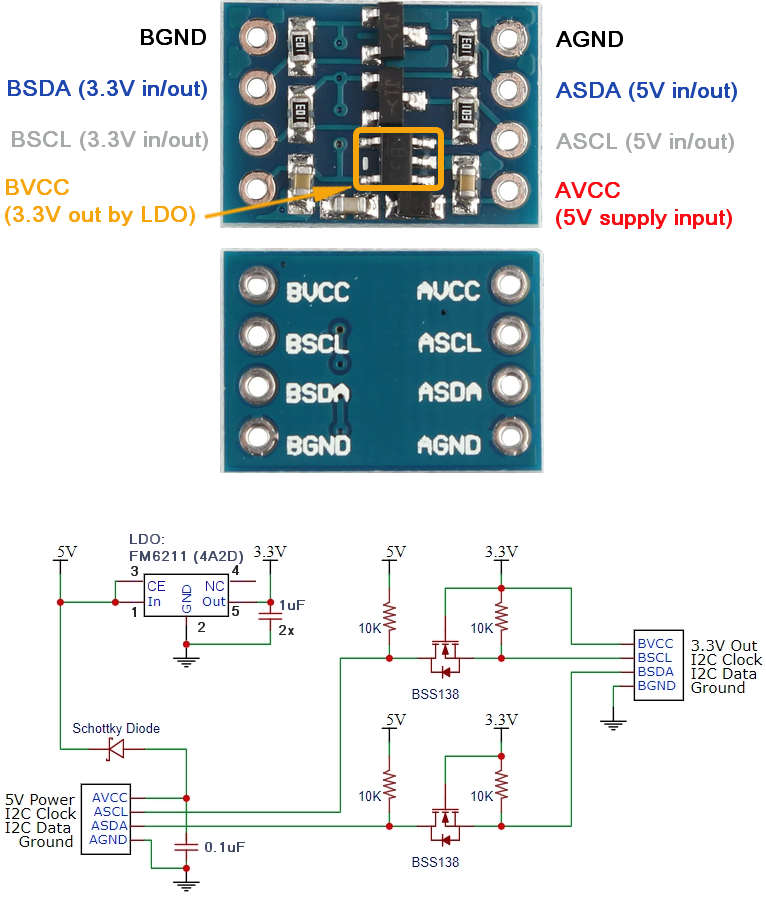 BGND
AGND
BSDA (3.3V in/out)
ASDA (5V in/out)
BSCL (3.3V in/out)
ASCL (5V in/out)
BVCC
(3.3V out by LDO)
AVCC
(5V supply input)
BVCC
AVCC
BSCL
ASCL
BSDA
ASDA
BGND
AGND
5V
LDO:
FM6211 (4A2D)
3
4
CE
NC
In
GND
Out
1
5
2
3.3V
1uF
2x
5V
3.3V
10K
10K
BSS138
BVCC
3.3V Out
BSCL
I2C Clock
BSDA
I2C Data
BGND
Ground
Schottky Diode
5V
3.3V
10K
10K
BSS138
5V Power
AVCC
I2C Clock
ASCL
I2C Data
ASDA
Ground
AGND
0.1uF